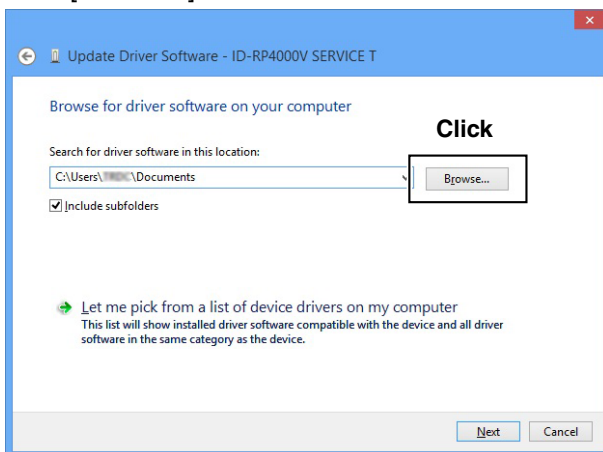 Update Driver Software - ID-RP4000V SERVICE T
Browse for driver software on your computer
Click
Search for driver software in this location:
C:\Users\ \Documents
Browse...
Include subfolders
Let me pick from a list of device drivers on my computer
This list will show installed driver software compatible with the device and all driver
software in the same category as the device.
Next Cancel